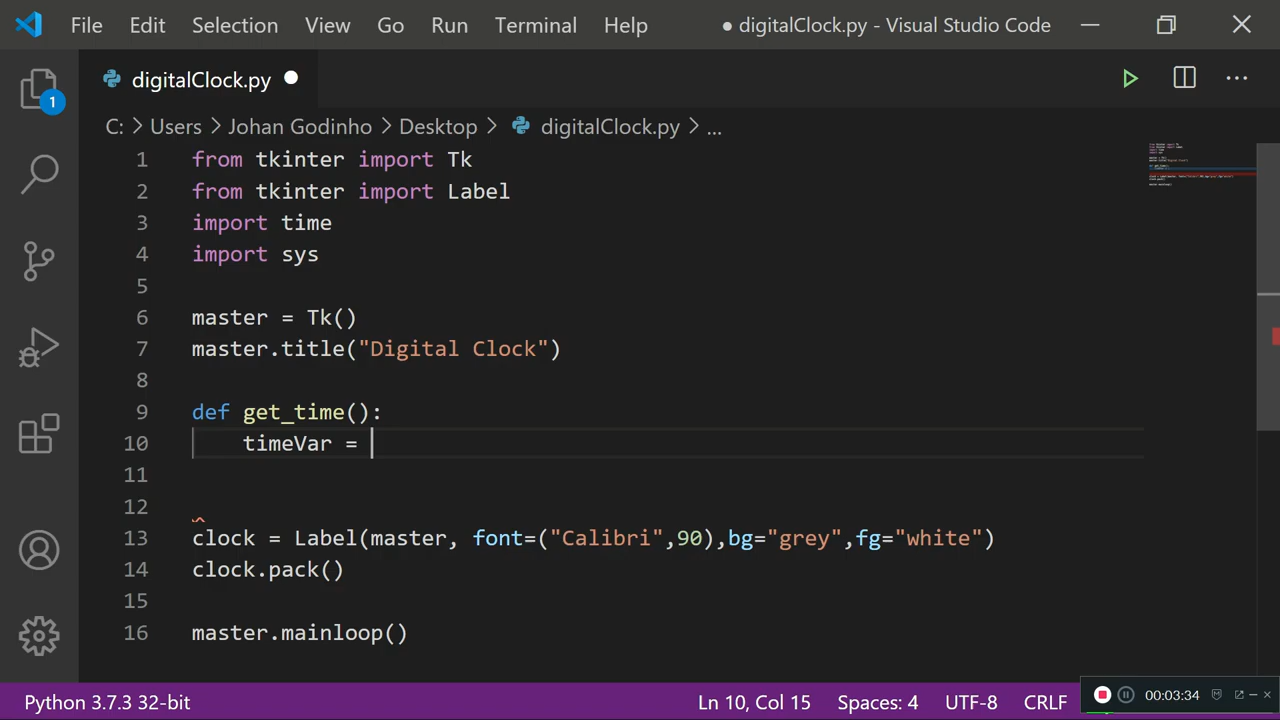 File Edit Selection View Go Run Terminal Help ● digitalClock.py - Visual Studio Code
digitalClock.py
C: > Users > Johan Godinho > Desktop > digitalClock.py > ...
1 from tkinter import Tk
2 from tkinter import Label
3 import time
4 import sys
5
6 master = Tk()
7 master.title("Digital Clock")
8
9 def get_time():
10 timeVar =
11
12
13 clock = Label(master, font=("Calibri",90),bg="grey",fg="white")
14 clock.pack()
15
16 master.mainloop()
1
Python 3.7.3 32-bit Ln 10, Col 15 Spaces: 4 UTF-8 CRLF
00:03:34